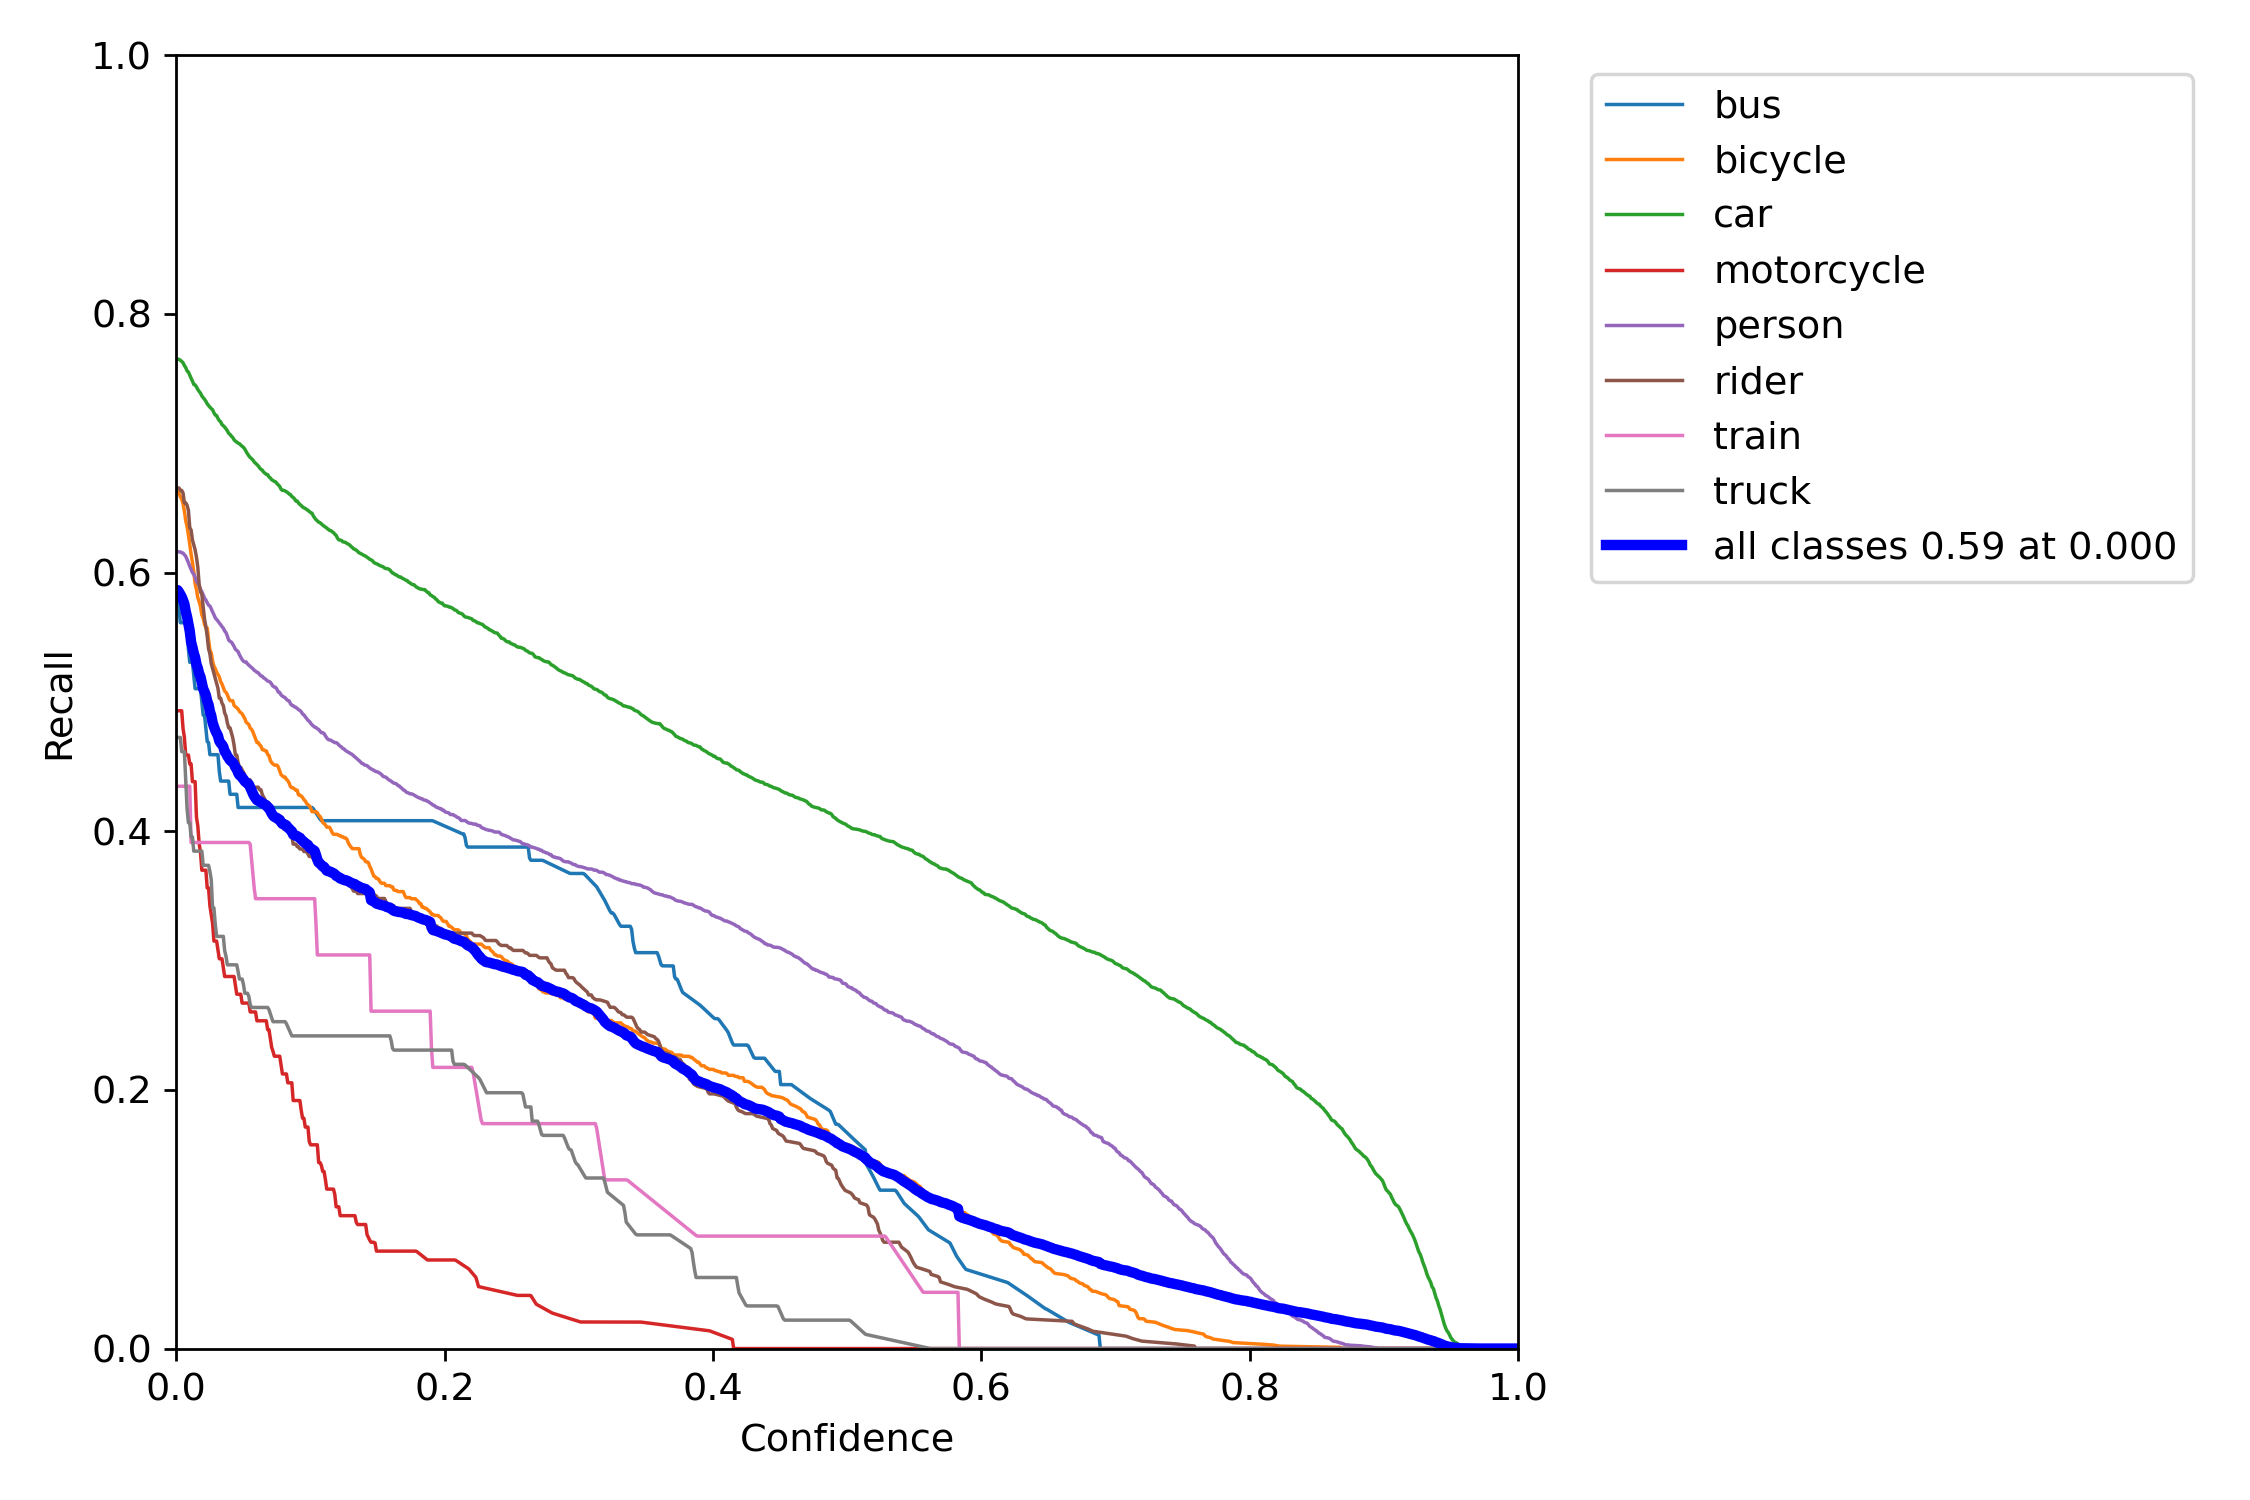 1.0
0.8
0.6
0.4
0.2
0.0
Recall
0.0 0.2 0.4 0.6 0.8 1.0
Confidence
bus
bicycle
car
motorcycle
person
rider
train
truck
all classes 0.59 at 0.000